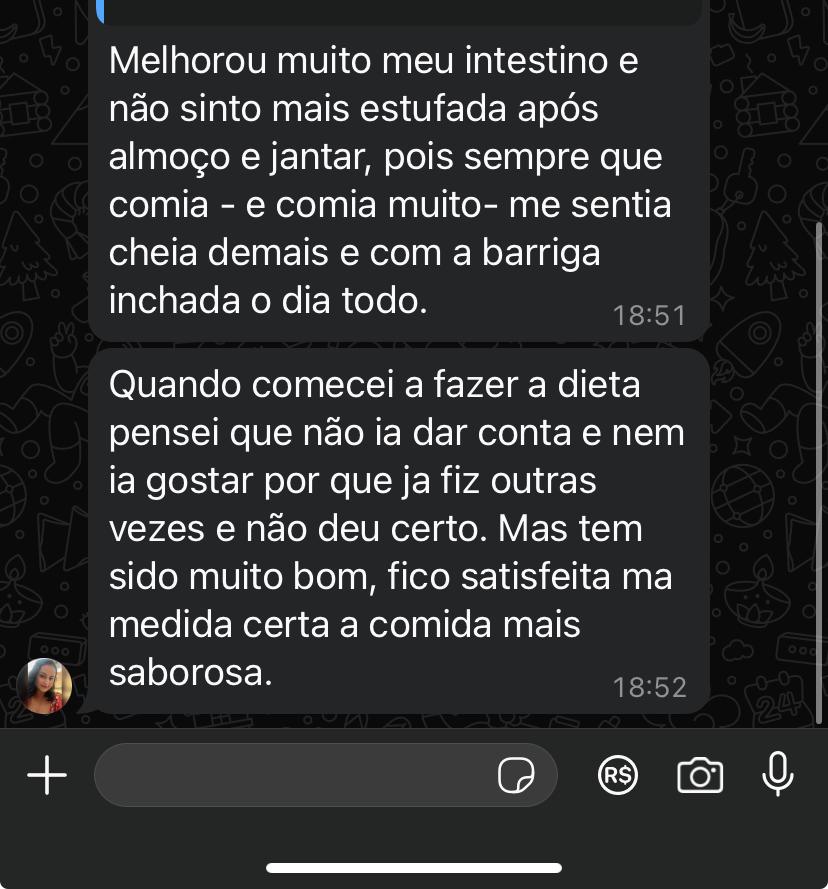 Melhorou muito meu intestino e
não sinto mais estufada após
almoço e jantar, pois sempre que
comia - e comia muito- me sentia
cheia demais e com a barriga
inchada o dia todo.
18:51
Quando comecei a fazer a dieta
pensei que não ia dar conta e nem
ia gostar por que ja fiz outras
vezes e não deu certo. Mas tem
sido muito bom, fico satisfeita ma
medida certa a comida mais
saborosa.
18:52
24
R$